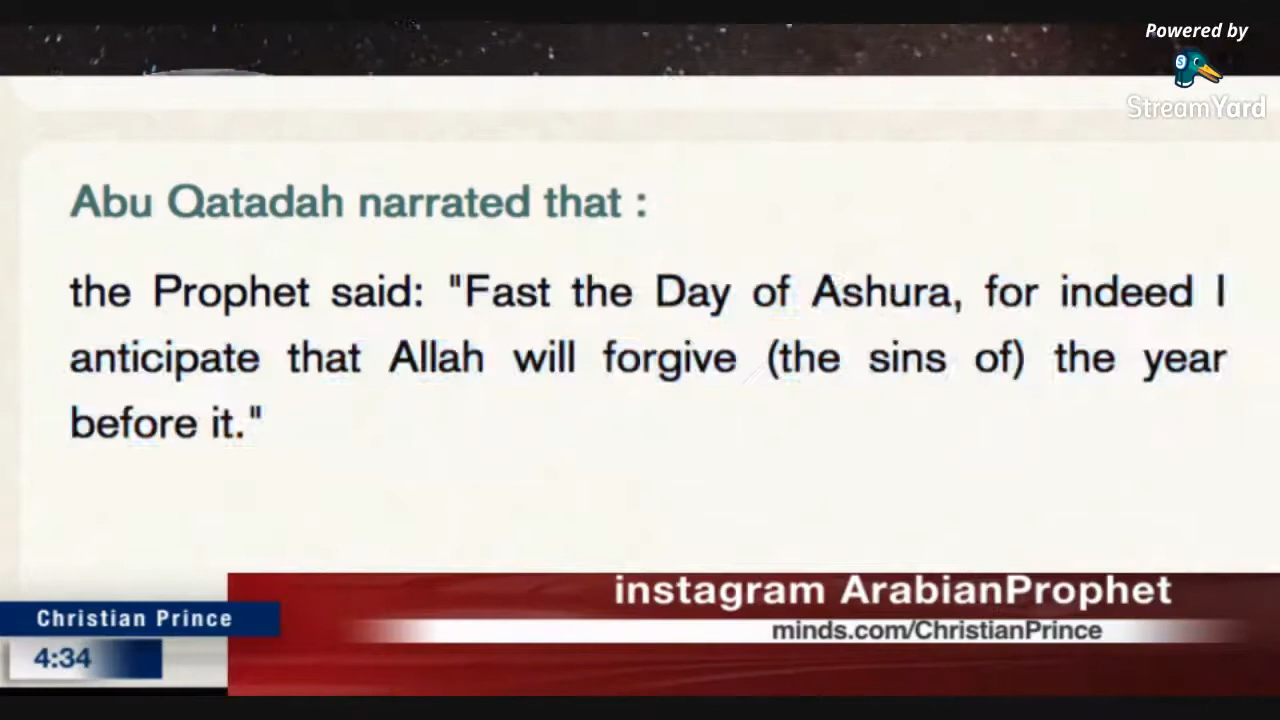 Powered by
StreamYard
Abu Qatadah narrated that :
the Prophet said: "Fast the Day of Ashura, for indeed I
anticipate that Allah will forgive (the sins of) the year
before it."
instagram ArabianProphet
Christian Prince
minds.com/ChristianPrince
4:34